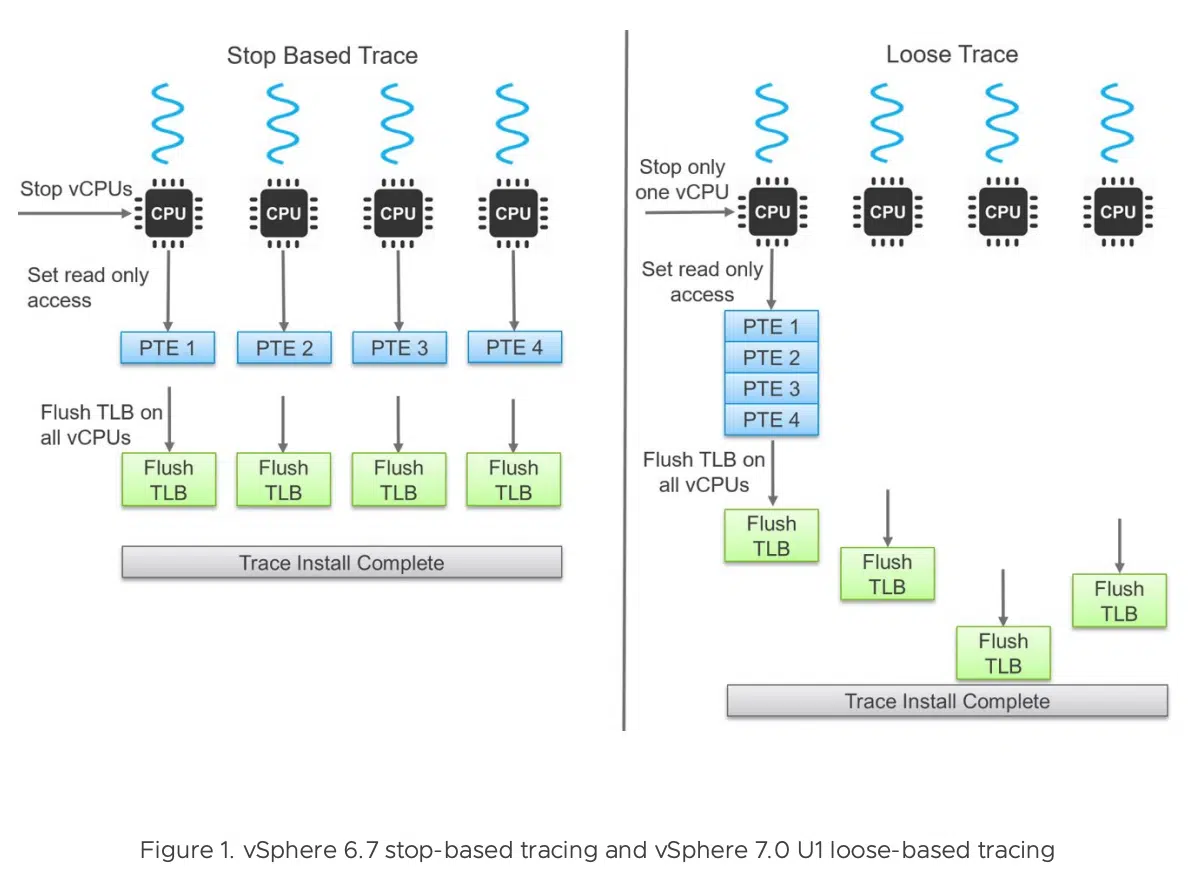 Stop Based Trace
Stop vCPUs
CPU
CPU
CPU
CPU
Set read only
access
PTE 1
PTE 2
PTE 3
PTE 4
Flush TLB on
all vCPUs
Flush
TLB
Flush
TLB
Flush
TLB
Flush
TLB
Trace Install Complete
Loose Trace
Stop only
one vCPU
CPU
CPU
CPU
CPU
Set read only
access
PTE 1
PTE 2
PTE 3
PTE 4
Flush TLB on
all vCPUs
Flush
TLB
Flush
TLB
Flush
TLB
Flush
TLB
Trace Install Complete
Figure 1. vSphere 6.7 stop-based tracing and vSphere 7.0 U1 loose-based tracing